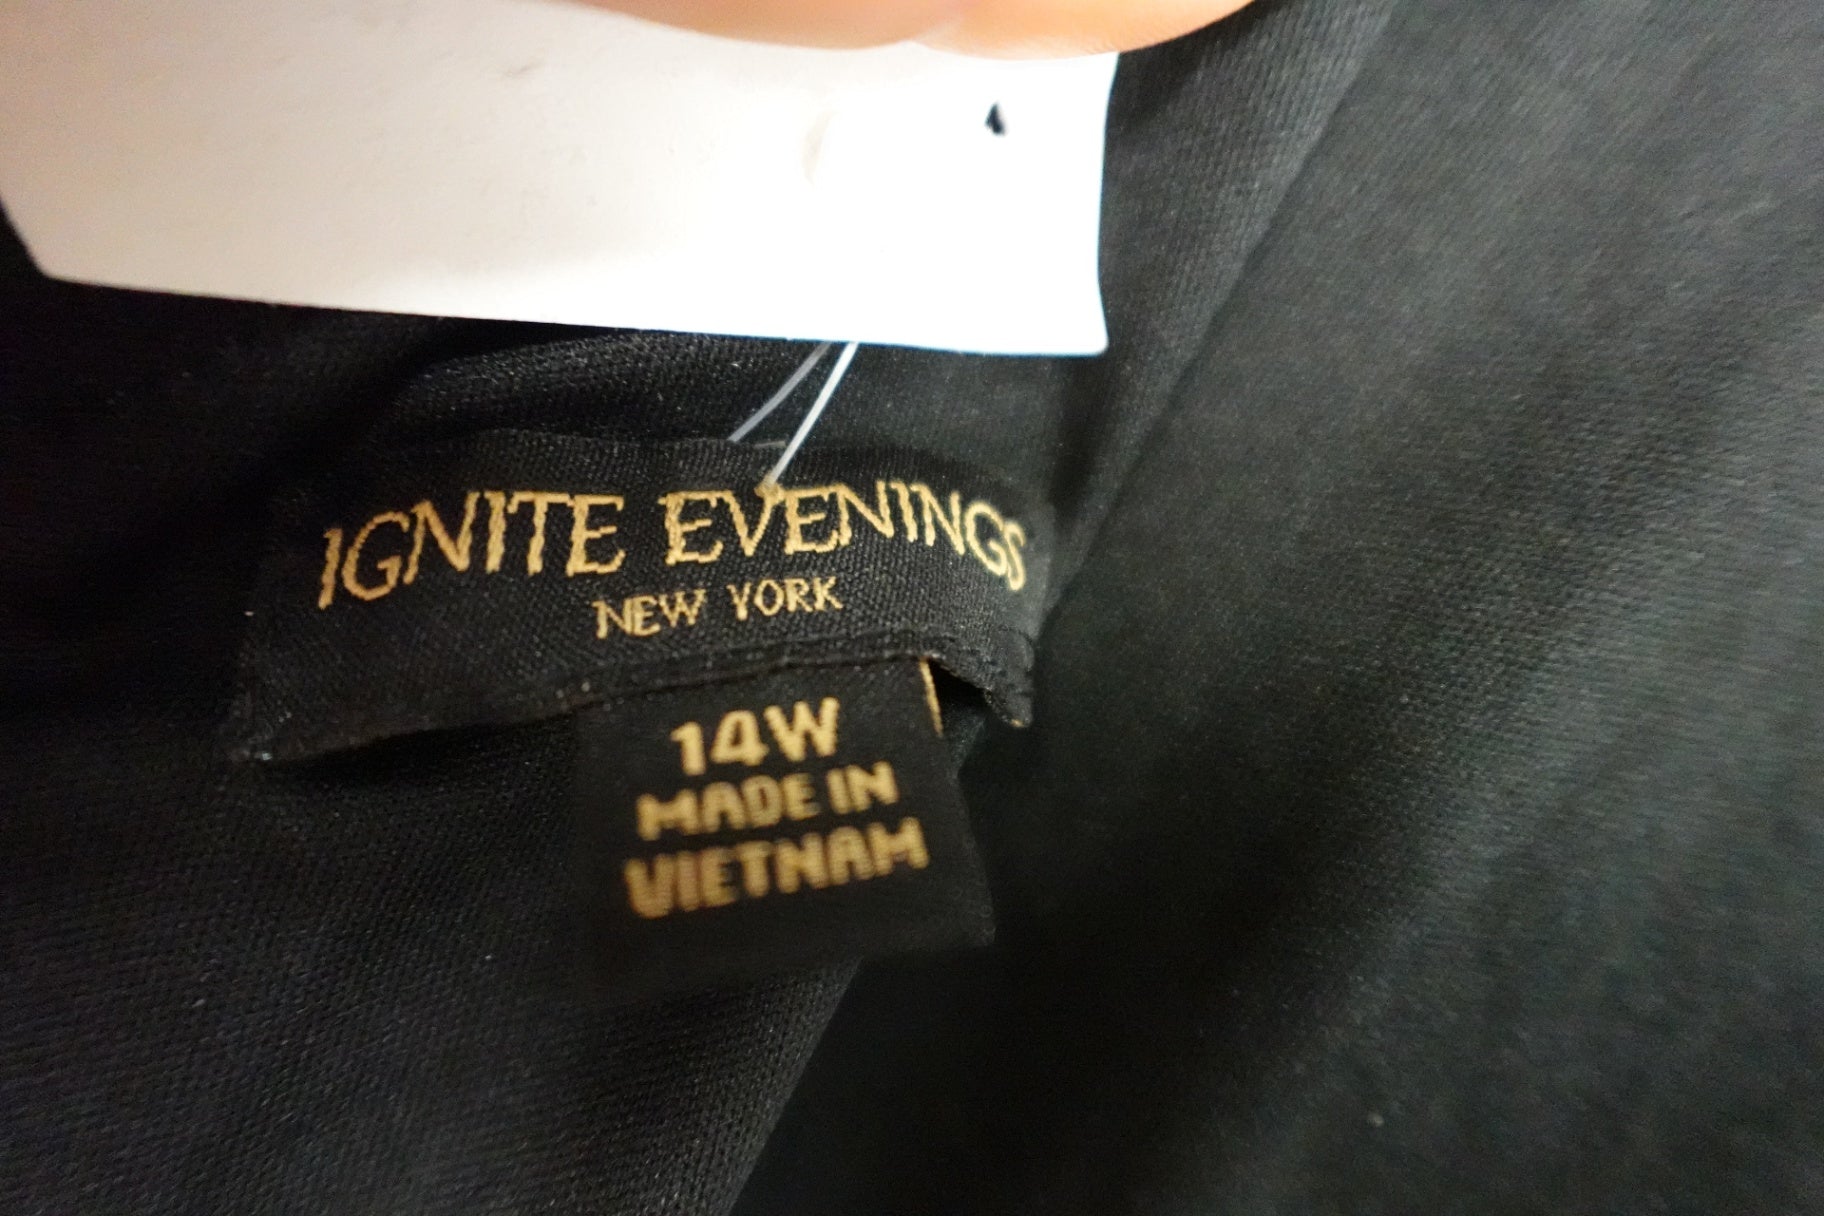 IGNITE EVENINGS
NEW YORK
14W
MADE IN
VIETNAM